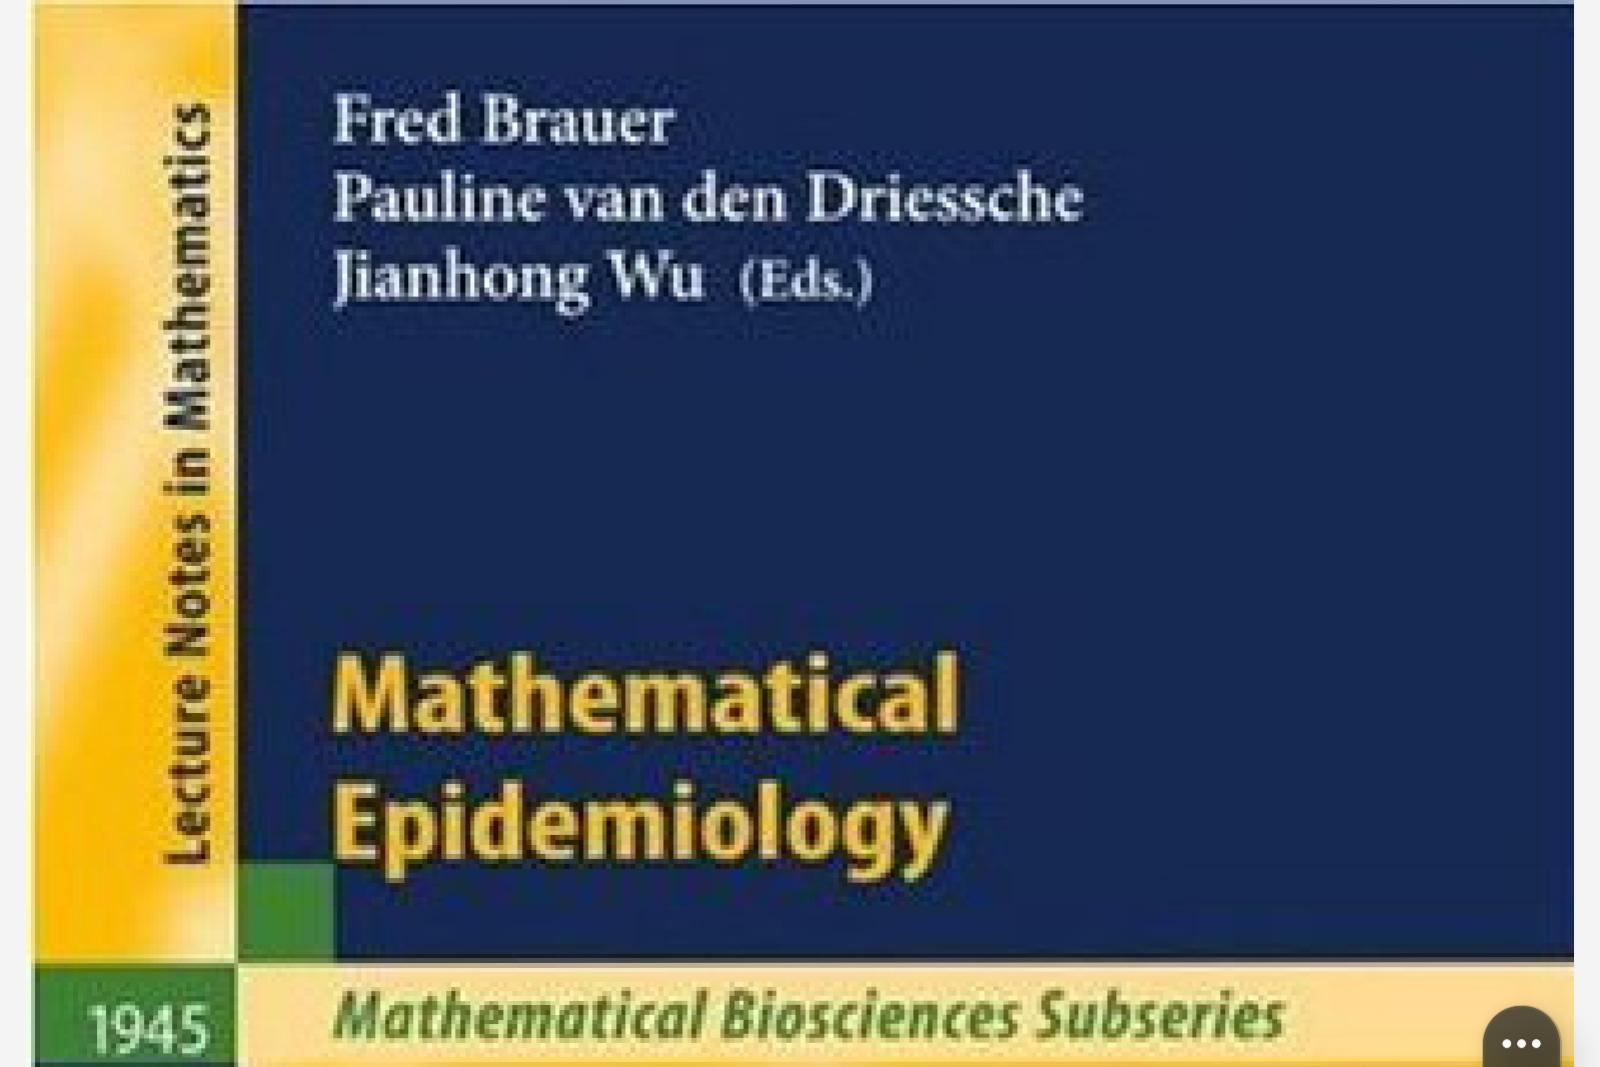 Fred Brauer
Pauline van den Driessche
Jianhong Wu (Eds.)
Lecture Notes in Mathematics
Mathematical
Epidemiology
1945
Mathematical Biosciences Subseries